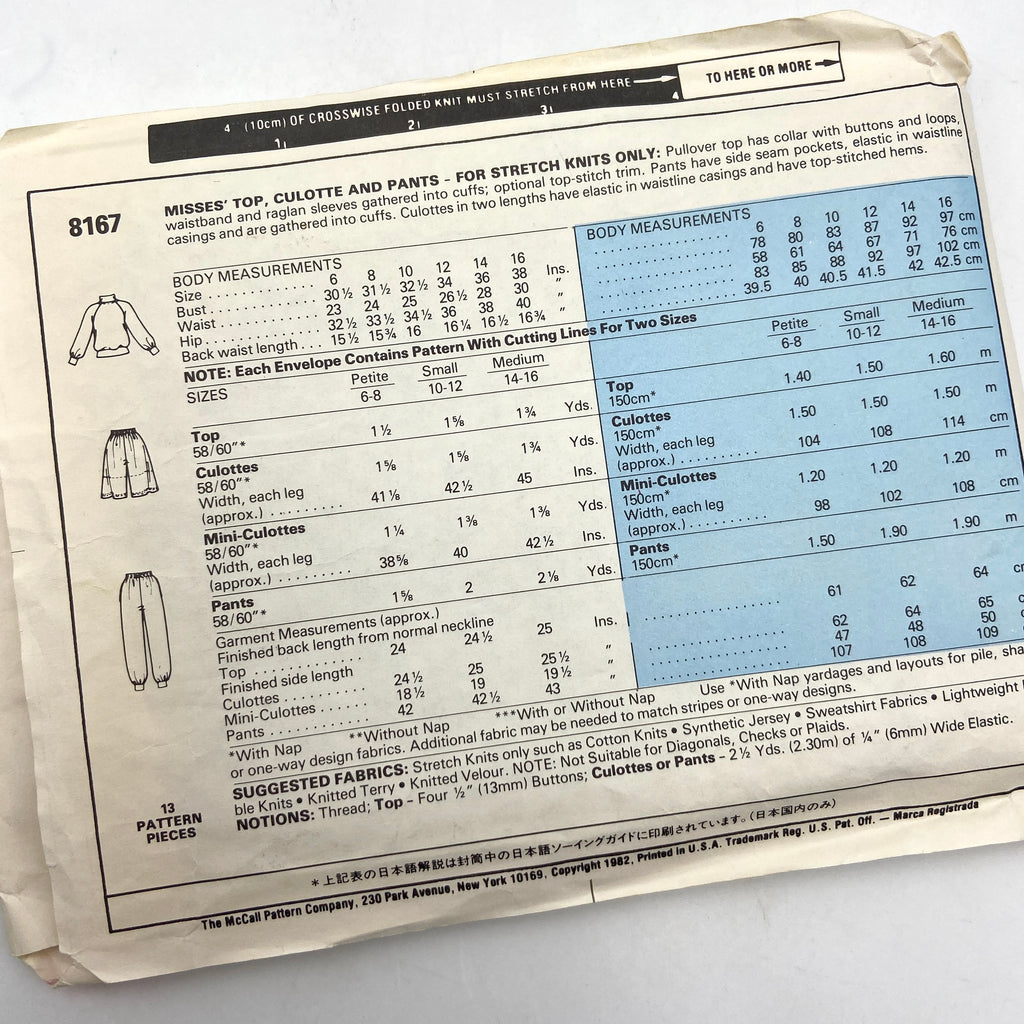 4" (10cm) OF CROSSWISE FOLDED KNIT MUST STRETCH FROM HERE
TO HERE OR MORE
1 2 3 4
8167
MISSES' TOP, CULOTTE AND PANTS – FOR STRETCH KNITS ONLY: Pullover top has collar with buttons and loops,
waistband and raglan sleeves gathered into cuffs; optional top-stitch trim. Pants have side seam pockets, elastic in waistline
casings and are gathered into cuffs. Culottes in two lengths have elastic in waistline casings and have top-stitched hems.
BODY MEASUREMENTS
Size 6 8 10 12 14 16
Bust 30½ 31½ 32½ 34 36 38 Ins.
Waist 23 24 25 26½ 28 30 "
Hip 32½ 33½ 34½ 36 38 40 "
Back waist length 15½ 15¾ 16 16¼ 16½ 16¾ "
BODY MEASUREMENTS
6 8 10 12 14 16
78 80 83 87 92 97 cm
58 61 64 67 71 76 cm
83 85 88 92 97 102 cm
39.5 40 40.5 41.5 42 42.5 cm
NOTE: Each Envelope Contains Pattern With Cutting Lines For Two Sizes
SIZES Petite 6-8 Small 10-12 Medium 14-16
Top
58/60"* 1½ 1⅝ 1¾ Yds.
Culottes
58/60"* 1⅝ 1⅝ 1¾ Yds.
Width, each leg
(approx.) 41⅛ 42½ 45 Ins.
Mini-Culottes
58/60"* 1¼ 1⅜ 1⅜ Yds.
Width, each leg
(approx.) 38⅝ 40 42½ Ins.
Pants
58/60"* 1⅝ 2 2⅛ Yds.
Garment Measurements (approx.)
Finished back length from normal neckline
Top 24 24½ 25 Ins.
Finished side length
Culottes 24½ 25 25½ "
Mini-Culottes 18½ 19 19½ "
Pants 42 42½ 43 "
Petite 6-8 Small 10-12 Medium 14-16
Top
150cm* 1.40 1.50 1.60 m
Culottes
150cm* 1.50 1.50 1.50 m
Width, each leg
(approx.) 104 108 114 cm
Mini-Culottes
150cm* 1.20 1.20 1.20 m
Width, each leg
(approx.) 98 102 108 cm
Pants
150cm* 1.50 1.90 1.90 m
61 62 64
62 64 65
47 48 50
107 108 109
*With Nap **Without Nap ***With or Without Nap Use *With Nap yardages and layouts for pile,
or one-way design fabrics. Additional fabric may be needed to match stripes or one-way designs.
SUGGESTED FABRICS: Stretch Knits only such as Cotton Knits • Synthetic Jersey • Sweatshirt Fabrics • Lightweight
ble Knits • Knitted Terry • Knitted Velour. NOTE: Not Suitable for Diagonals, Checks or Plaids.
NOTIONS: Thread; Top – Four ½" (13mm) Buttons; Culottes or Pants – 2½ Yds. (2.30m) of ¼" (6mm) Wide Elastic.
13
PATTERN
PIECES
*上記表の日本語解説は封筒中の日本語ソーイングガイドに印刷されています。(日本国内のみ)
The McCall Pattern Company, 230 Park Avenue, New York 10169, Copyright 1982, Printed in U.S.A. Trademark Reg. U.S. Pat. Off. — Marca Registrada